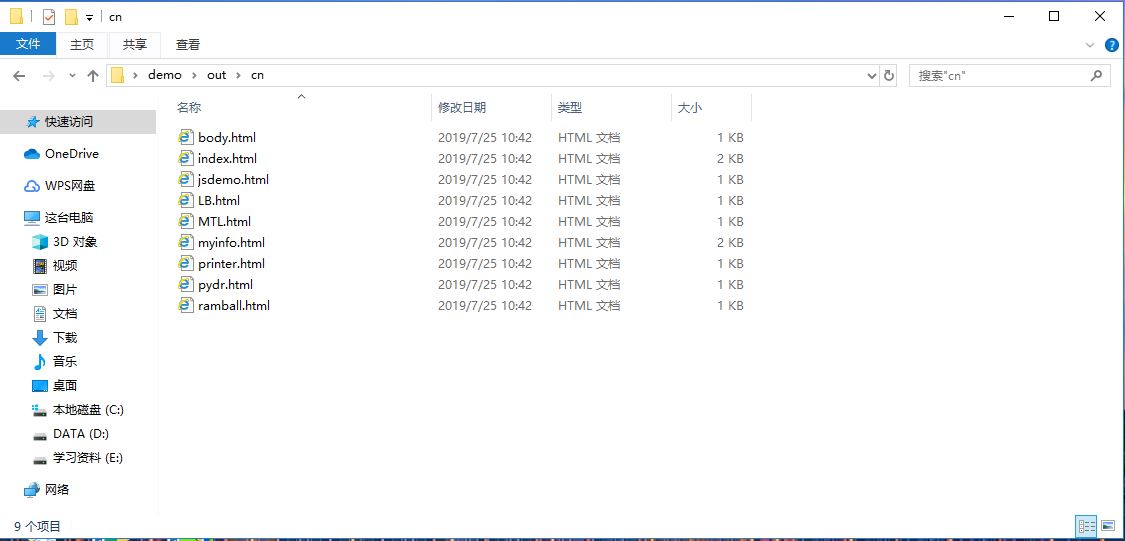 cn
文件 主页 共享 查看
demo out cn 搜索"cn"
名称 修改日期 类型 大小
快速访问
OneDrive
WPS网盘
这台电脑
3D 对象
视频
图片
文档
下载
音乐
桌面
本地磁盘 (C:)
DATA (D:)
学习资料 (E:)
网络
body.html 2019/7/25 10:42 HTML 文档 1 KB
index.html 2019/7/25 10:42 HTML 文档 2 KB
jsdemo.html 2019/7/25 10:42 HTML 文档 1 KB
LB.html 2019/7/25 10:42 HTML 文档 1 KB
MTL.html 2019/7/25 10:42 HTML 文档 1 KB
myinfo.html 2019/7/25 10:42 HTML 文档 2 KB
printer.html 2019/7/25 10:42 HTML 文档 1 KB
pydr.html 2019/7/25 10:42 HTML 文档 1 KB
ramball.html 2019/7/25 10:42 HTML 文档 1 KB
9 个项目